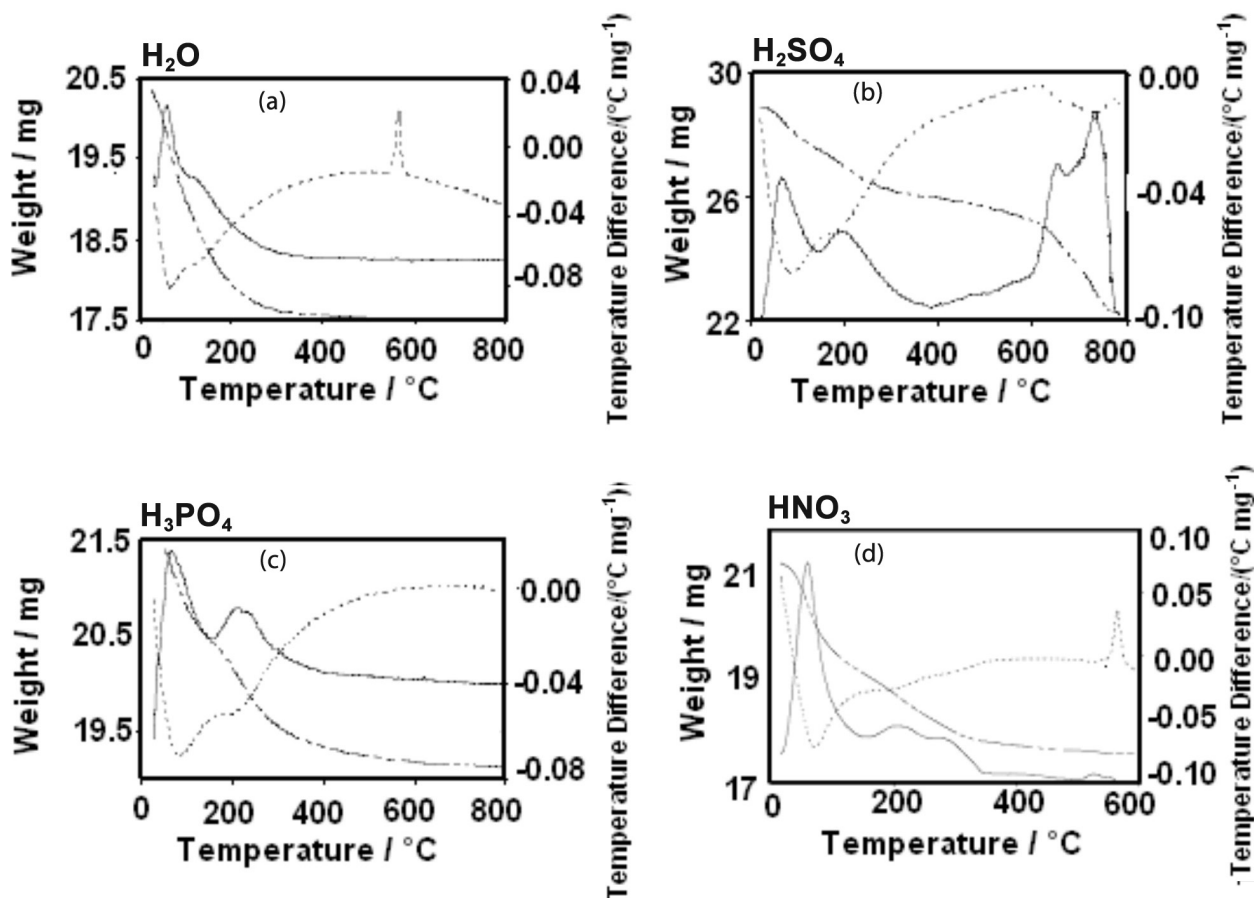 H₂O
(a)
Weight / mg
20.5
19.5
18.5
17.5
0.04
0.00
-0.04
-0.08
Temperature Difference/(°C mg⁻¹)
0 200 400 600 800
Temperature / °C
H₂SO₄
(b)
Weight / mg
30
26
22
0.00
-0.04
-0.10
Temperature Difference/(°C mg⁻¹)
0 200 400 600 800
Temperature / °C
H₃PO₄
(c)
Weight / mg
21.5
20.5
19.5
0.00
-0.04
-0.08
Temperature Difference/(°C mg⁻¹))
0 200 400 600 800
Temperature / °C
HNO₃
(d)
Weight / mg
21
19
17
0.10
0.05
0.00
-0.05
-0.10
Temperature Difference/(°C mg⁻¹)
0 200 400 600
Temperature / °C